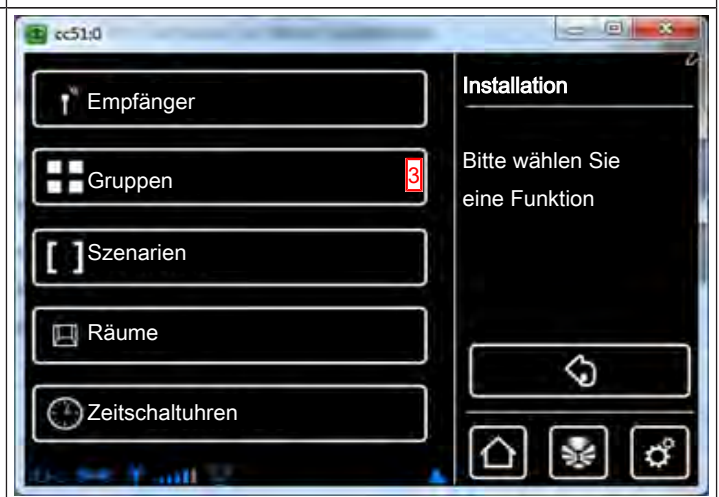 cc51:0
Empfänger
Gruppen
3
Szenarien
Räume
Zeitschaltuhren
Installation
Bitte wählen Sie
eine Funktion